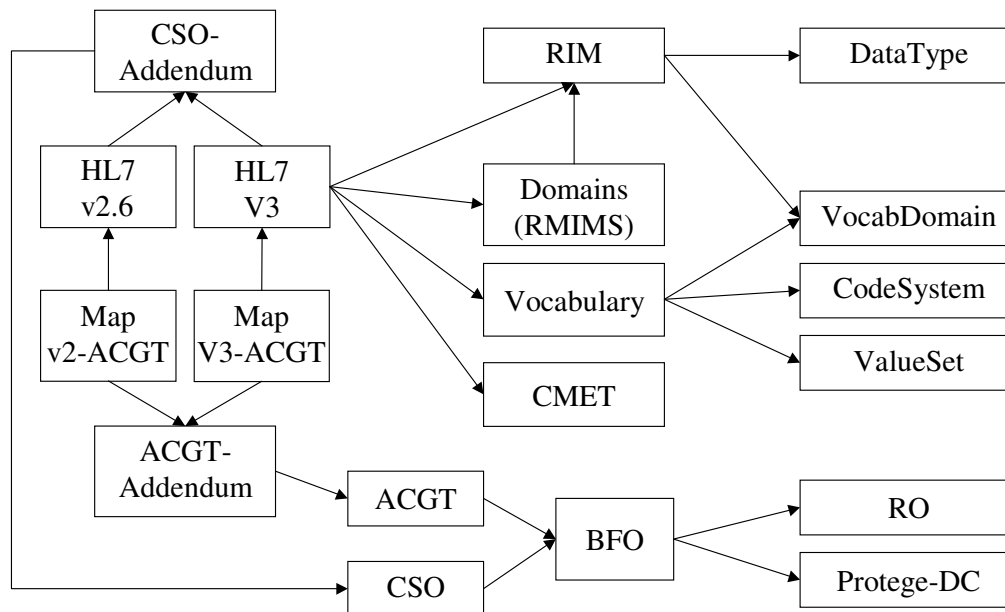 CSO-
Addendum
RIM
DataType
HL7
v2.6
HL7
V3
Domains
(RMIMS)
VocabDomain
Vocabulary
CodeSystem
Map
v2-ACGT
Map
V3-ACGT
ValueSet
CMET
ACGT-
Addendum
ACGT
RO
BFO
CSO
Protege-DC